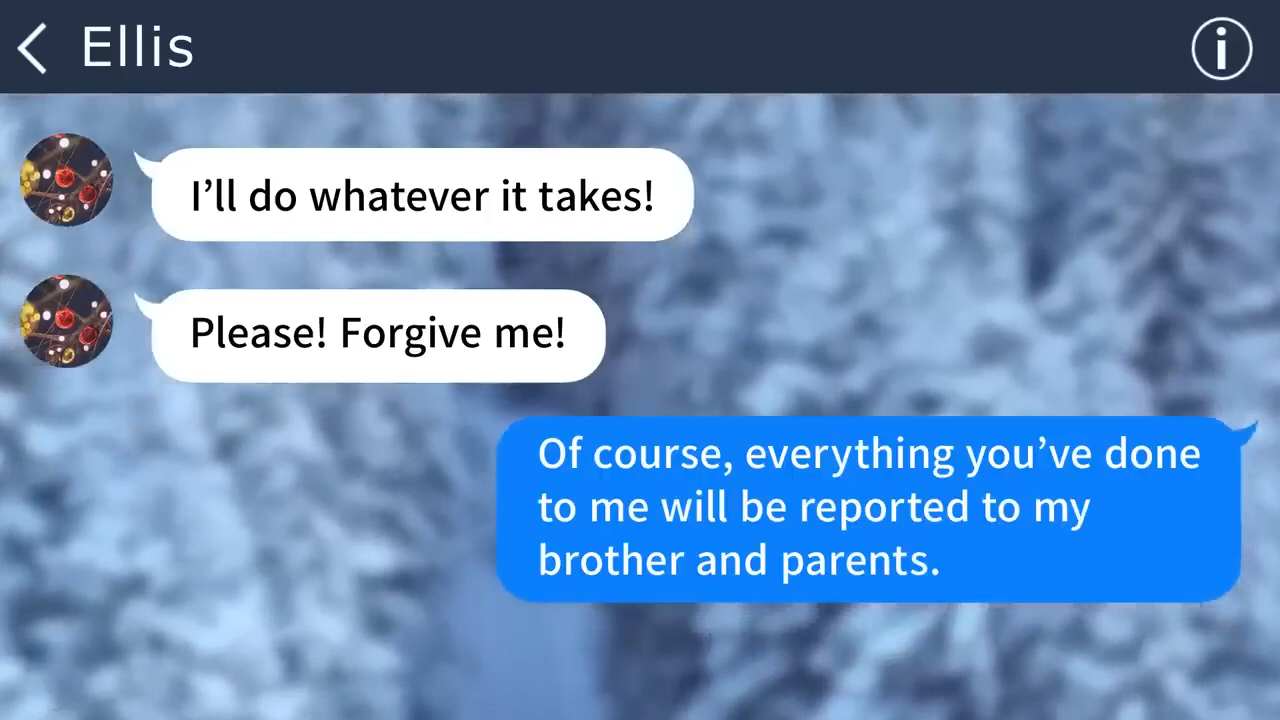 Ellis
I’ll do whatever it takes!
Please! Forgive me!
Of course, everything you’ve done
to me will be reported to my
brother and parents.